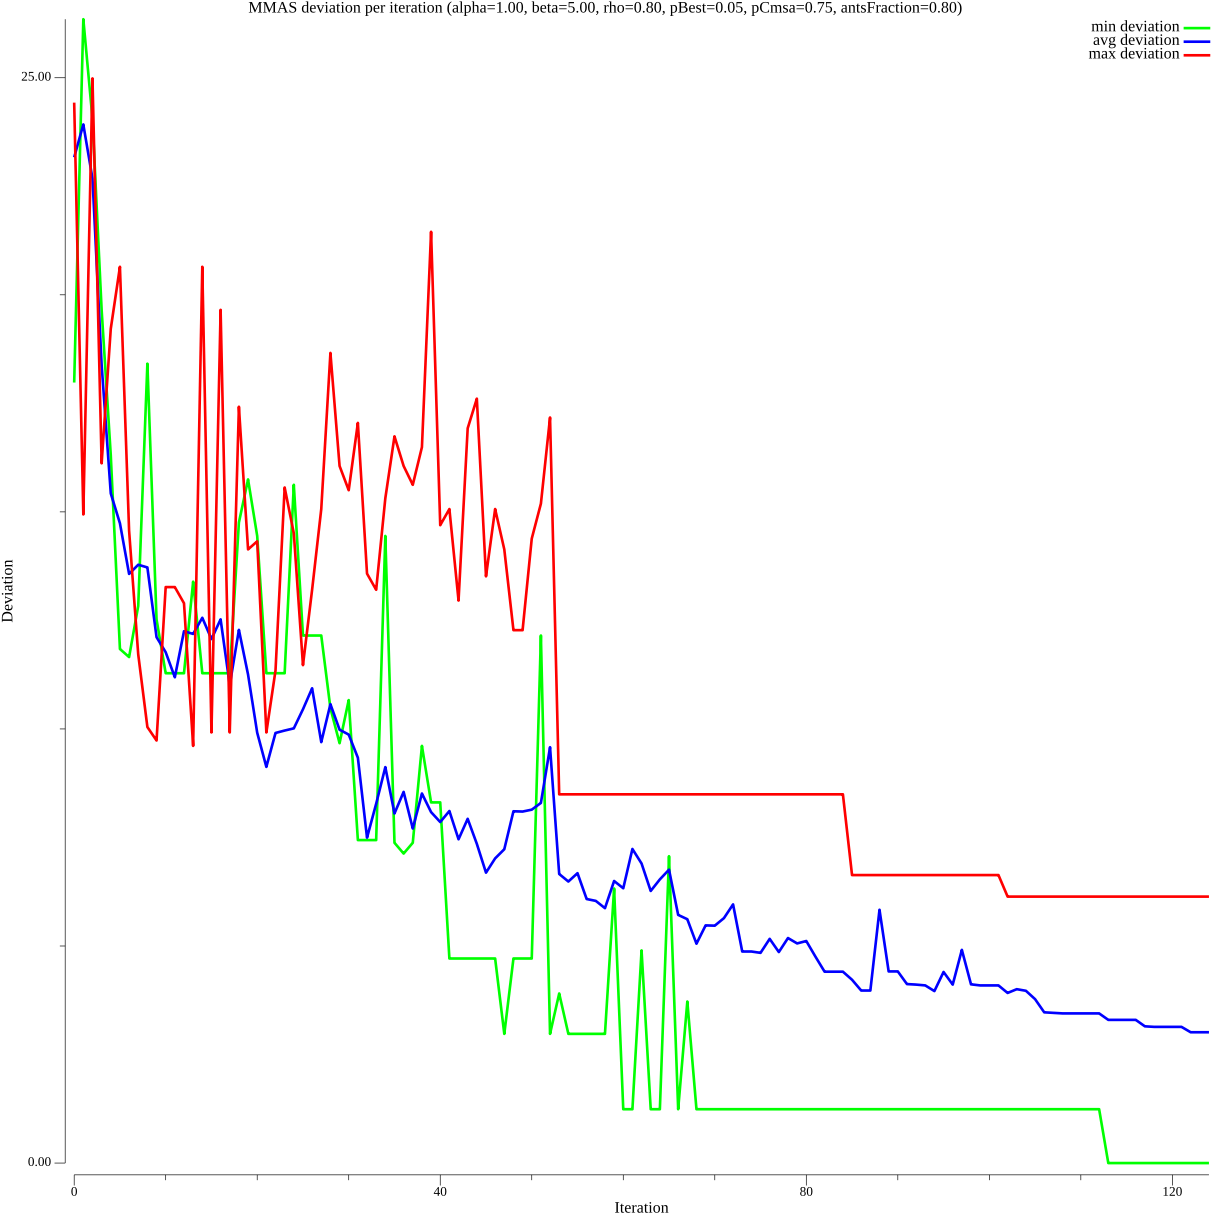 MMAS deviation per iteration (alpha=1.00, beta=5.00, rho=0.80, pBest=0.05, pCmsa=0.75, antsFraction=0.80)
min deviation
avg deviation
max deviation
25.00
Deviation
0.00
0
40
80
120
Iteration